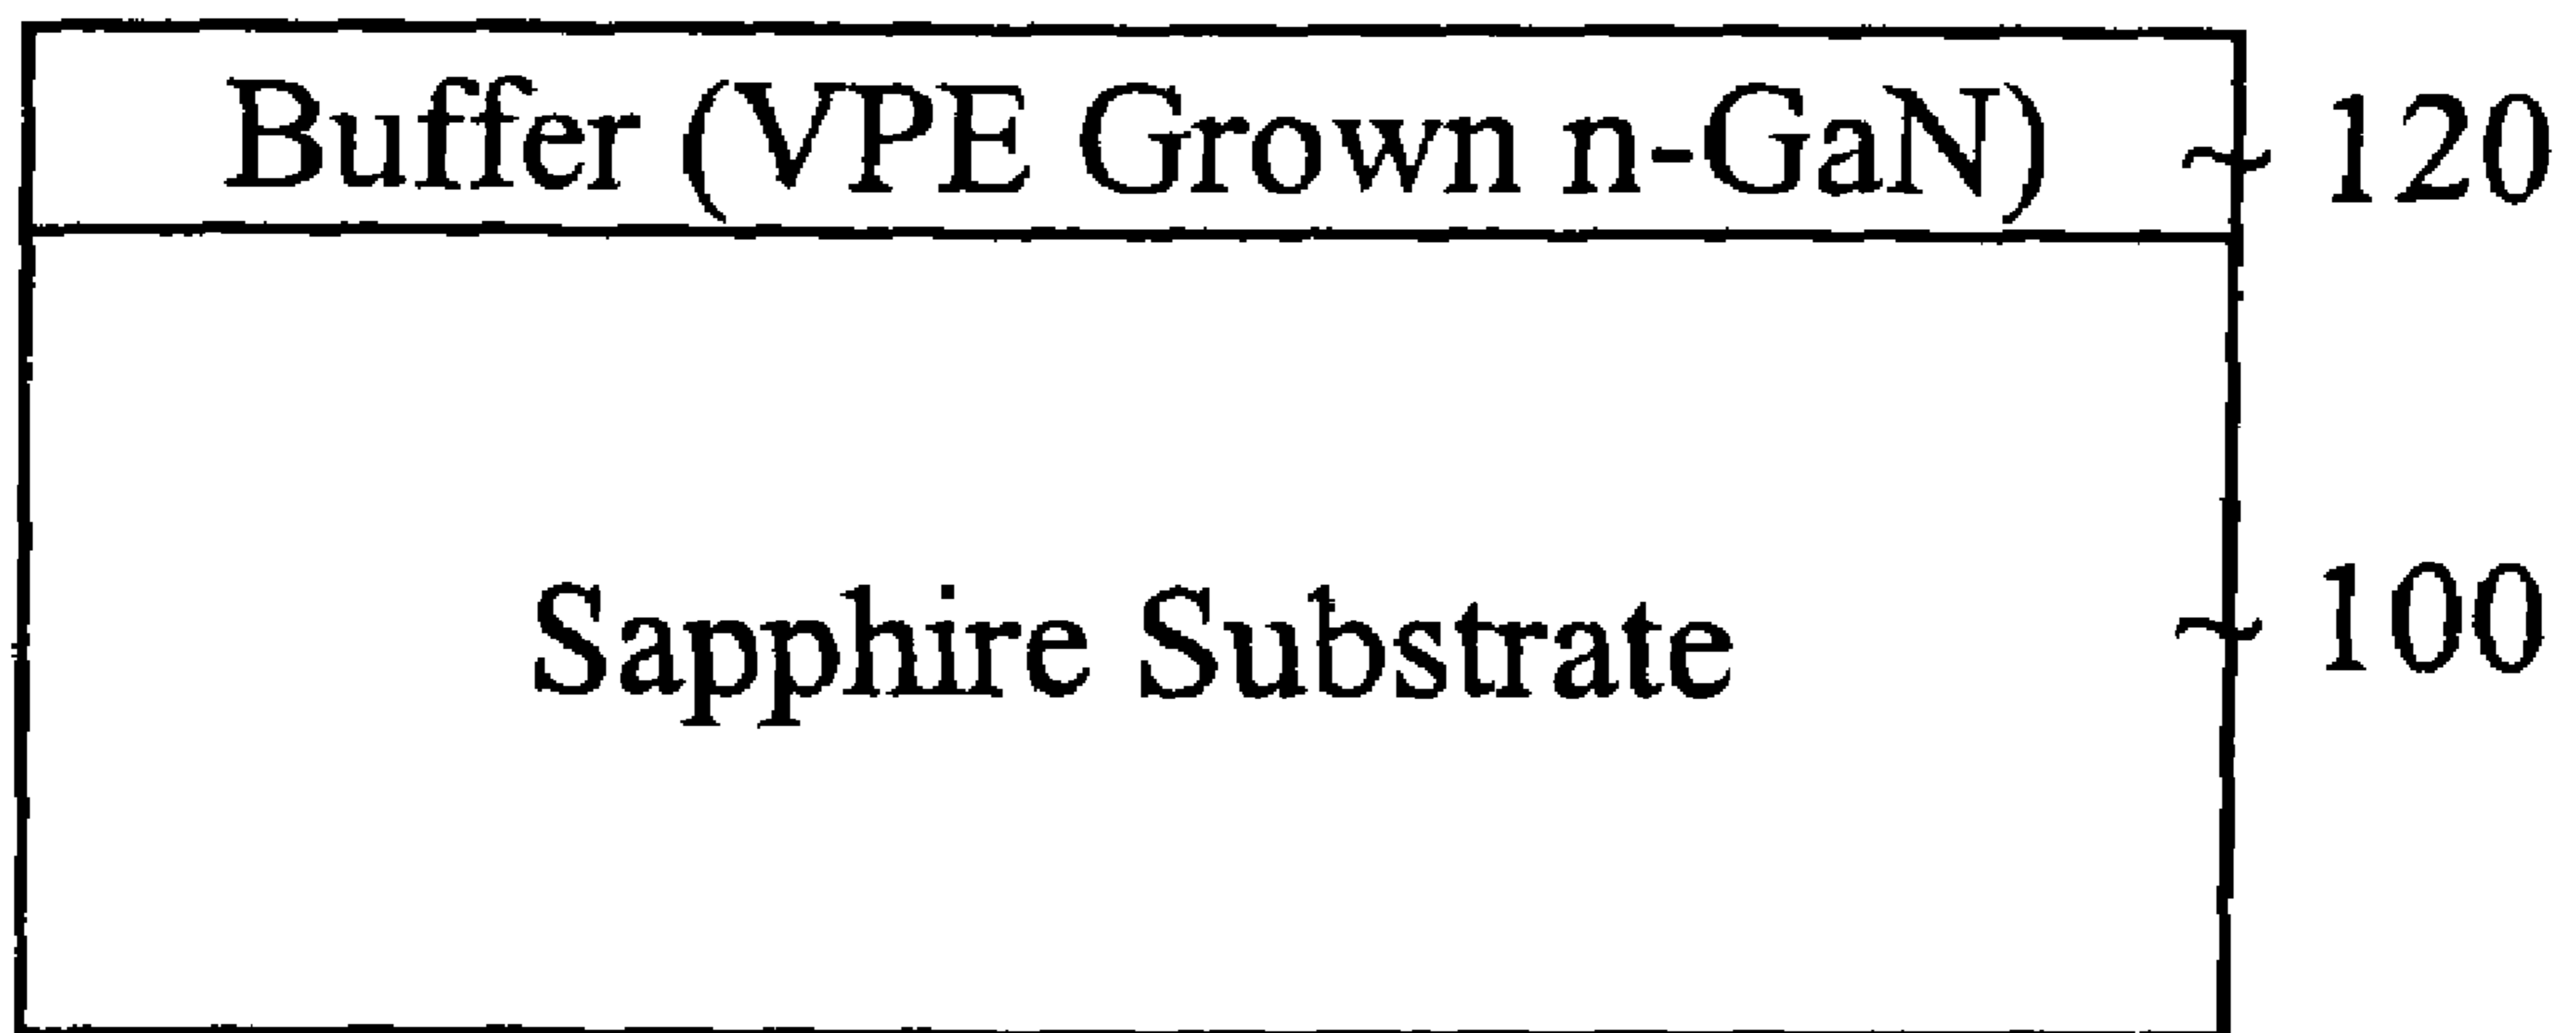 Buffer (VPE Grown n-GaN) ~ 120
Sapphire Substrate ~ 100